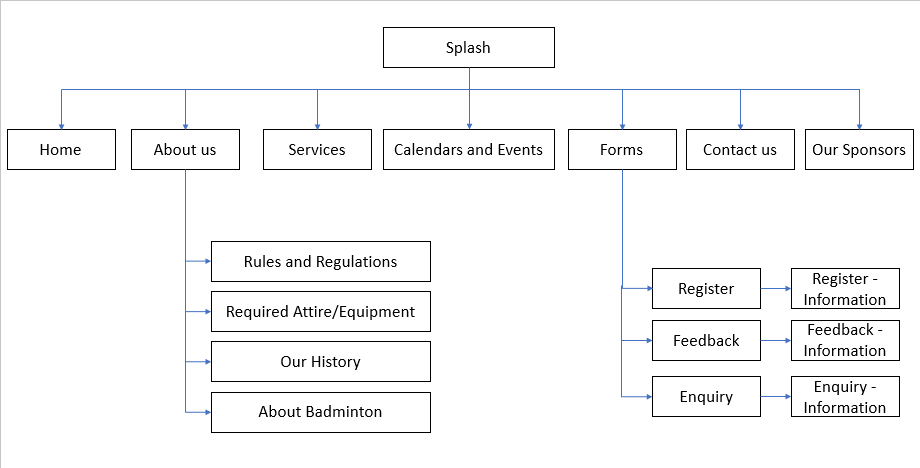 Splash
Home
About us
Services
Calendars and Events
Forms
Contact us
Our Sponsors
Rules and Regulations
Required Attire/Equipment
Our History
About Badminton
Register
Register -
Information
Feedback
Feedback -
Information
Enquiry
Enquiry -
Information